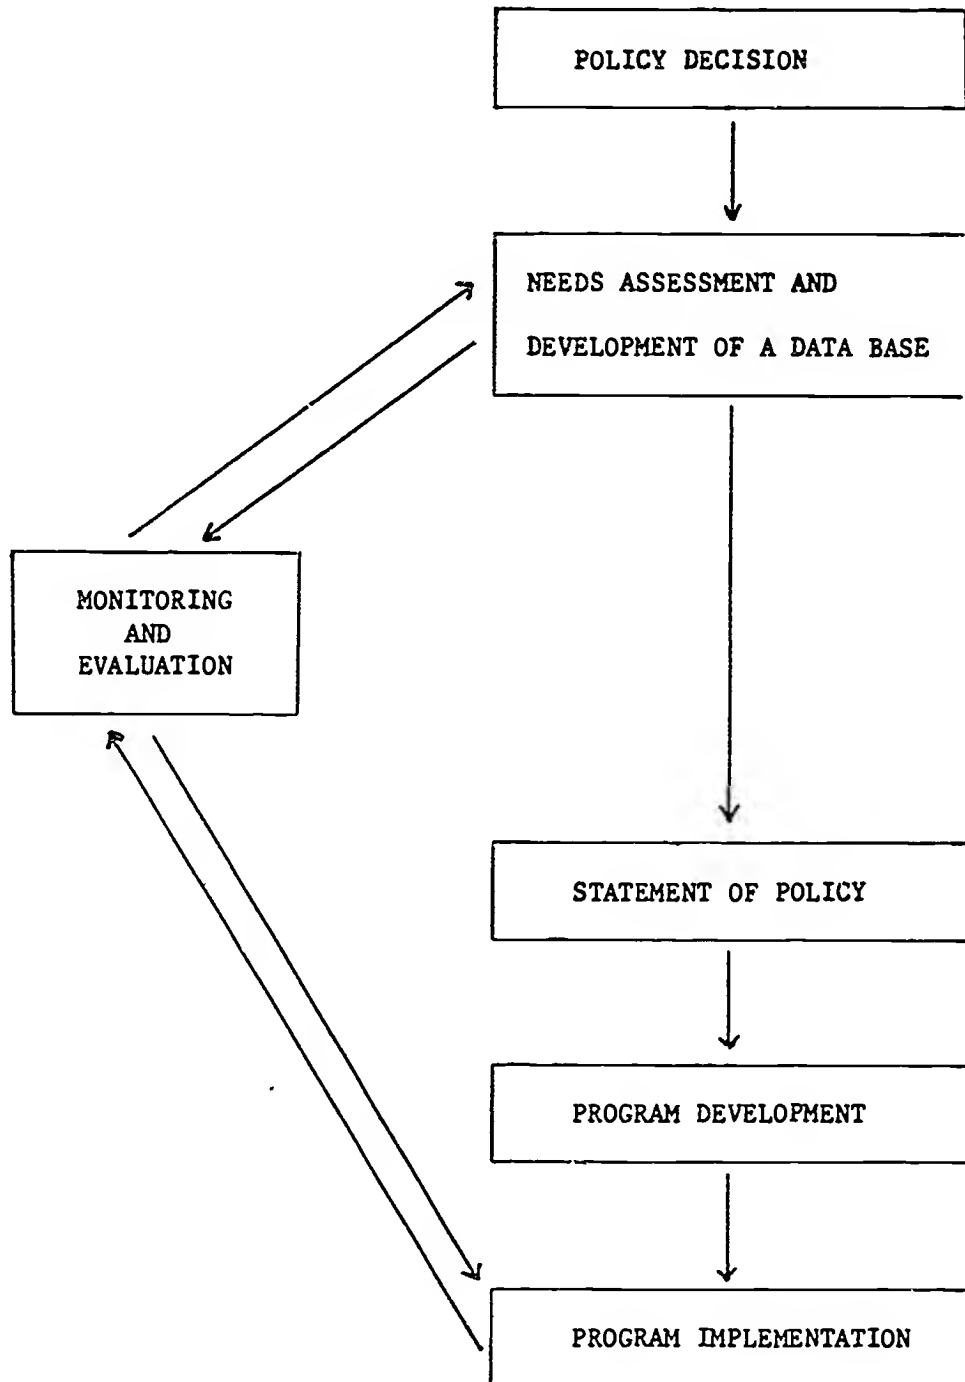 POLICY DECISION
NEEDS ASSESSMENT AND
DEVELOPMENT OF A DATA BASE
MONITORING
AND
EVALUATION
STATEMENT OF POLICY
PROGRAM DEVELOPMENT
PROGRAM IMPLEMENTATION